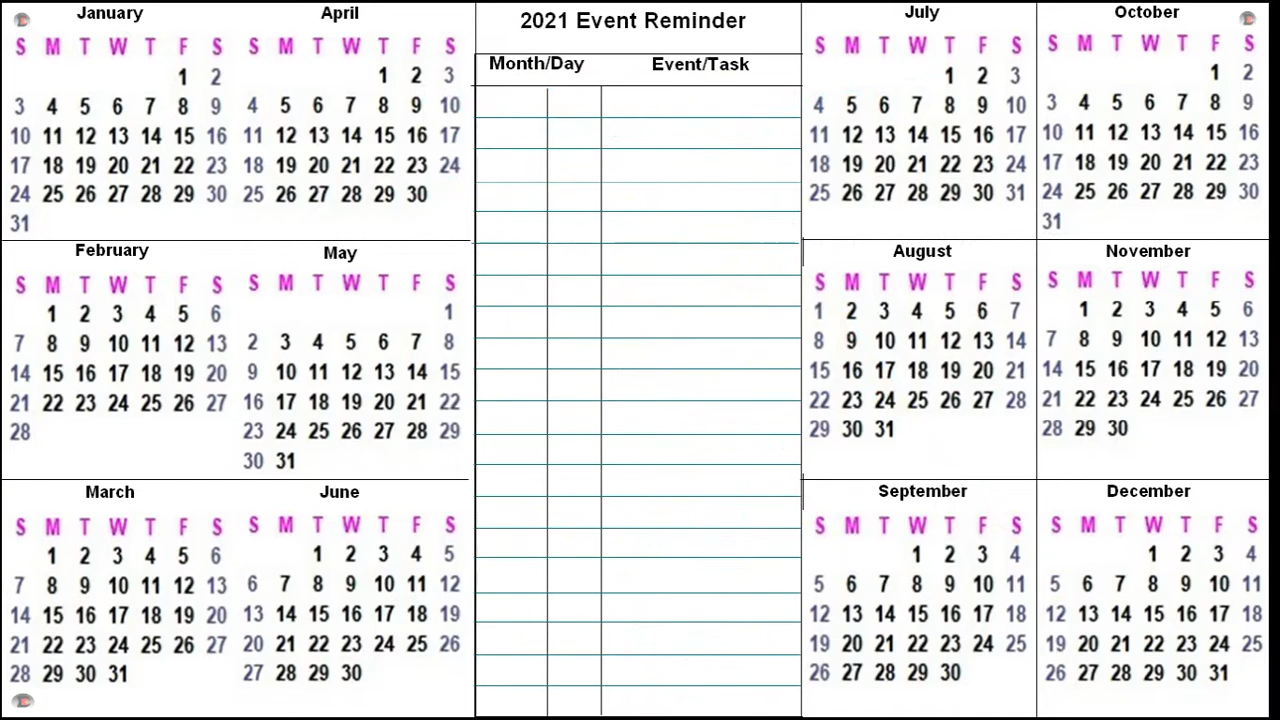 January
S M T W T F S
1 2
3 4 5 6 7 8 9
10 11 12 13 14 15 16
17 18 19 20 21 22 23
24 25 26 27 28 29 30
31
April
S M T W T F S
1 2 3
4 5 6 7 8 9 10
11 12 13 14 15 16 17
18 19 20 21 22 23 24
25 26 27 28 29 30
February
S M T W T F S
1 2 3 4 5 6
7 8 9 10 11 12 13
14 15 16 17 18 19 20
21 22 23 24 25 26 27
28
May
S M T W T F S
1
2 3 4 5 6 7 8
9 10 11 12 13 14 15
16 17 18 19 20 21 22
23 24 25 26 27 28 29
30 31
March
S M T W T F S
1 2 3 4 5 6
7 8 9 10 11 12 13
14 15 16 17 18 19 20
21 22 23 24 25 26 27
28 29 30 31
June
S M T W T F S
1 2 3 4 5
6 7 8 9 10 11 12
13 14 15 16 17 18 19
20 21 22 23 24 25 26
27 28 29 30
2021 Event Reminder
Month/Day Event/Task
July
S M T W T F S
1 2 3
4 5 6 7 8 9 10
11 12 13 14 15 16 17
18 19 20 21 22 23 24
25 26 27 28 29 30 31
October
S M T W T F S
1 2
3 4 5 6 7 8 9
10 11 12 13 14 15 16
17 18 19 20 21 22 23
24 25 26 27 28 29 30
31
August
S M T W T F S
1 2 3 4 5 6 7
8 9 10 11 12 13 14
15 16 17 18 19 20 21
22 23 24 25 26 27 28
29 30 31
November
S M T W T F S
1 2 3 4 5 6
7 8 9 10 11 12 13
14 15 16 17 18 19 20
21 22 23 24 25 26 27
28 29 30
September
S M T W T F S
1 2 3 4
5 6 7 8 9 10 11
12 13 14 15 16 17 18
19 20 21 22 23 24 25
26 27 28 29 30
December
S M T W T F S
1 2 3 4
5 6 7 8 9 10 11
12 13 14 15 16 17 18
19 20 21 22 23 24 25
26 27 28 29 30 31